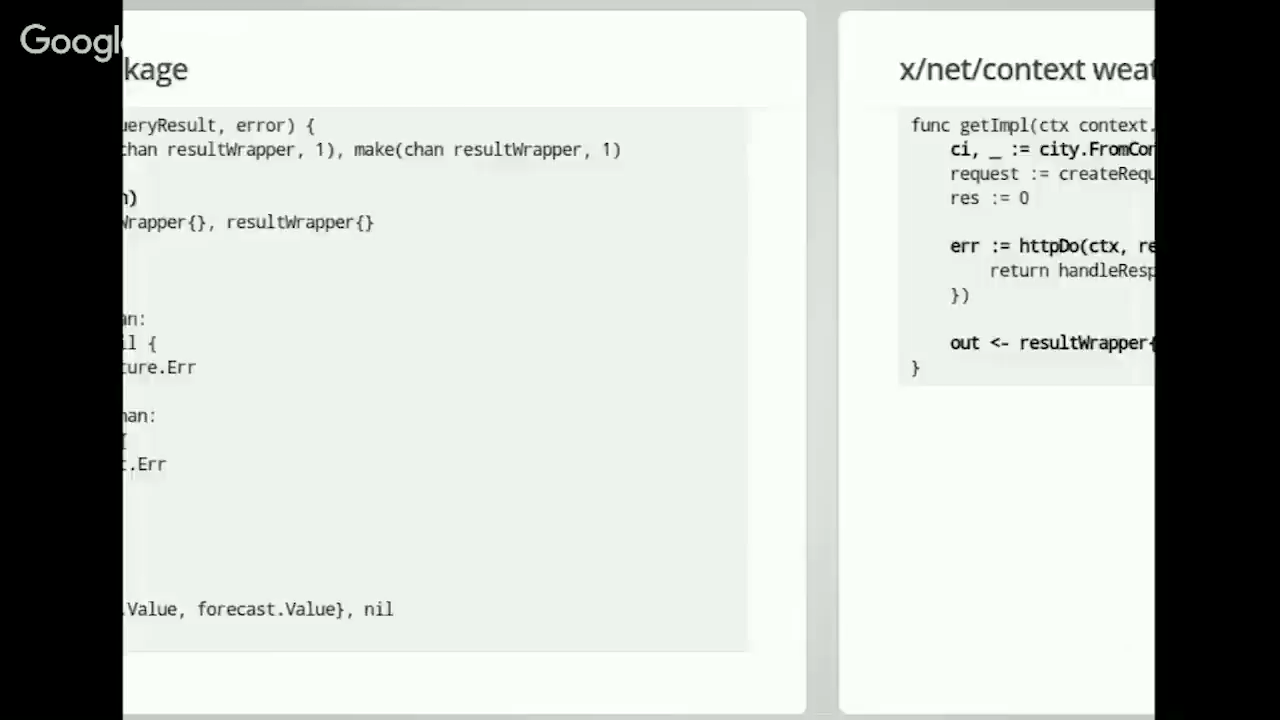 Google
kage
ueryResult, error) {
chan resultWrapper, 1), make(chan resultWrapper, 1)
n)
Wrapper{}, resultWrapper{}
an:
il {
ture.Err
han:
{
t.Err
.Value, forecast.Value}, nil
x/net/context weat
func getImpl(ctx context.
ci, _ := city.FromCon
request := createRequ
res := 0
err := httpDo(ctx, re
return handleResp
})
out <- resultWrapper{
}